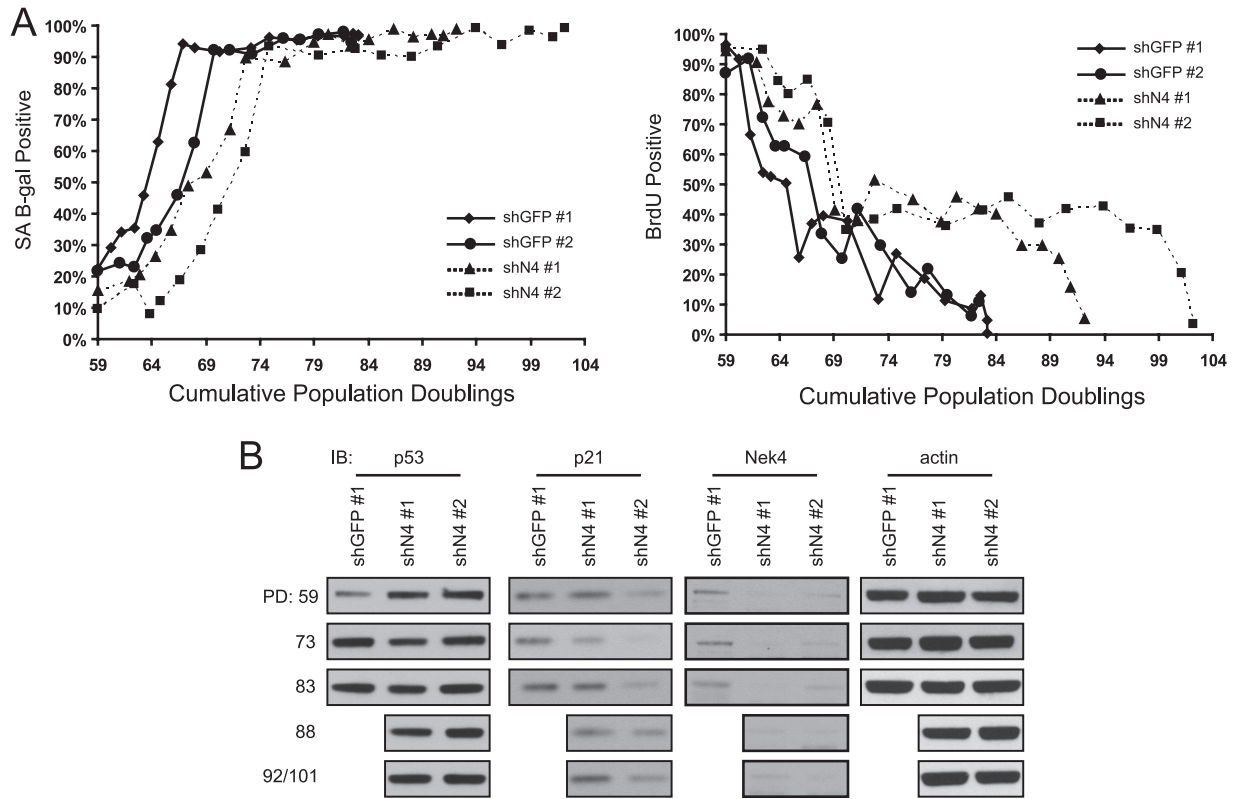 A
100%
90%
80%
70%
60%
50%
40%
30%
20%
10%
0%
SA B-gal Positive
59 64 69 74 79 84 89 94 99 104
Cumulative Population Doublings
shGFP #1
shGFP #2
shN4 #1
shN4 #2
100%
90%
80%
70%
60%
50%
40%
30%
20%
10%
0%
BrdU Positive
59 64 69 74 79 84 89 94 99 104
Cumulative Population Doublings
shGFP #1
shGFP #2
shN4 #1
shN4 #2
B
IB: p53 p21 Nek4 actin
shGFP #1 shN4 #1 shN4 #2 shGFP #1 shN4 #1 shN4 #2 shGFP #1 shN4 #1 shN4 #2 shGFP #1 shN4 #1 shN4 #2
PD: 59
73
83
88
92/101